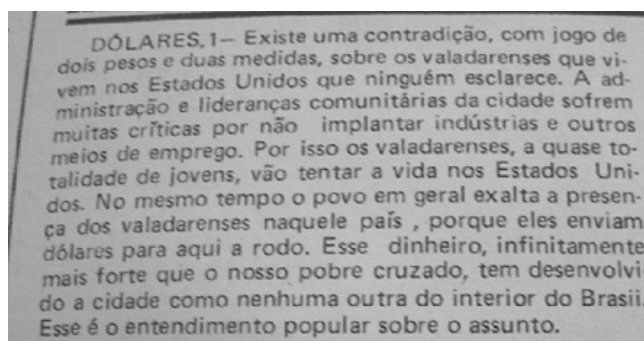 DÓLARES.1— Existe uma contradição, com jogo de
dois pesos e duas medidas, sobre os valadarenses que vi-
vem nos Estados Unidos que ninguém esclarece. A ad-
ministração e lideranças comunitárias da cidade sofrem
muitas críticas por não implantar indústrias e outros
meios de emprego. Por isso os valadarenses, a quase to-
talidade de jovens, vão tentar a vida nos Estados Uni-
dos. No mesmo tempo o povo em geral exalta a presen-
ça dos valadarenses naquele país , porque eles enviam
dólares para aqui a rodo. Esse dinheiro, infinitamente
mais forte que o nosso pobre cruzado, tem desenvolvi-
do a cidade como nenhuma outra do interior do Brasil.
Esse é o entendimento popular sobre o assunto.